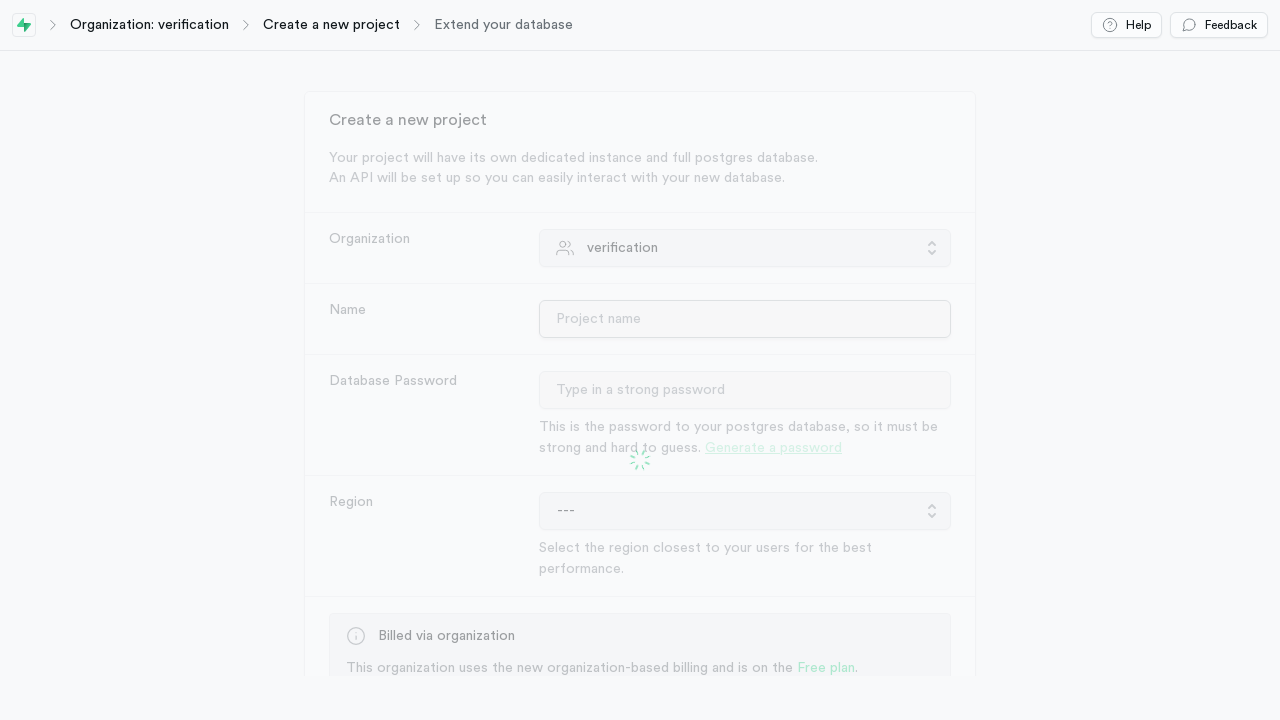 Organization: verification
Create a new project
Extend your database
Help
Feedback
Create a new project
Your project will have its own dedicated instance and full postgres database.
An API will be set up so you can easily interact with your new database.
Organization
verification
Name
Project name
Database Password
Type in a strong password
This is the password to your postgres database, so it must be
strong and hard to guess. Generate a password
Region
---
Select the region closest to your users for the best
performance.
Billed via organization
This organization uses the new organization-based billing and is on the Free plan.